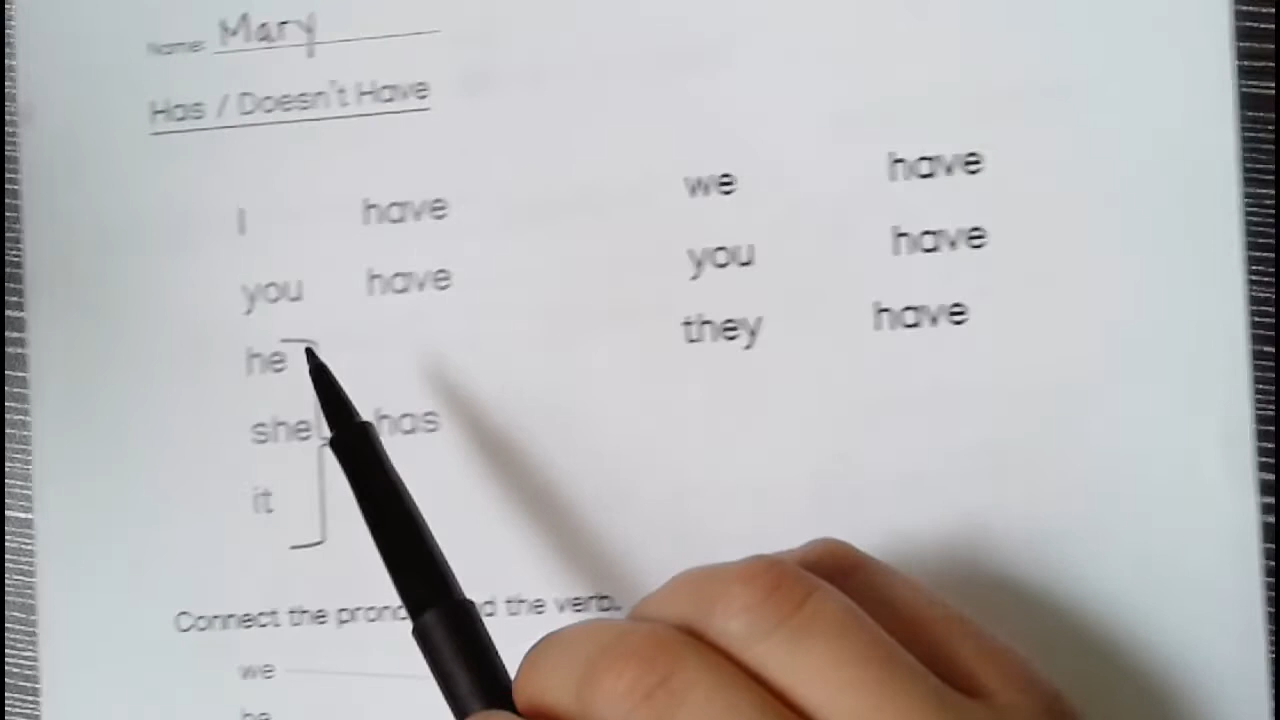 Name: Mary
Has / Doesn't Have
I have
you have
he
she has
it
we have
you have
they have
Connect the the verb.
we